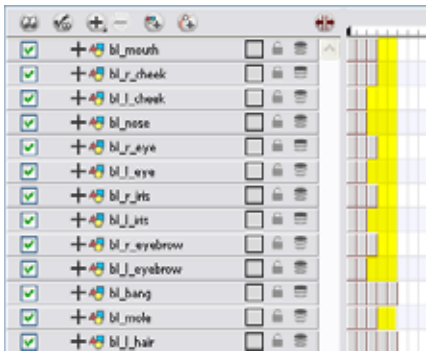 bl_mouth
bl_r_cheek
bl_l_cheek
bl_nose
bl_r_eye
bl_l_eye
bl_r_iris
bl_l_iris
bl_r_eyebrow
bl_l_eyebrow
bl_bang
bl_mole
bl_l_hair